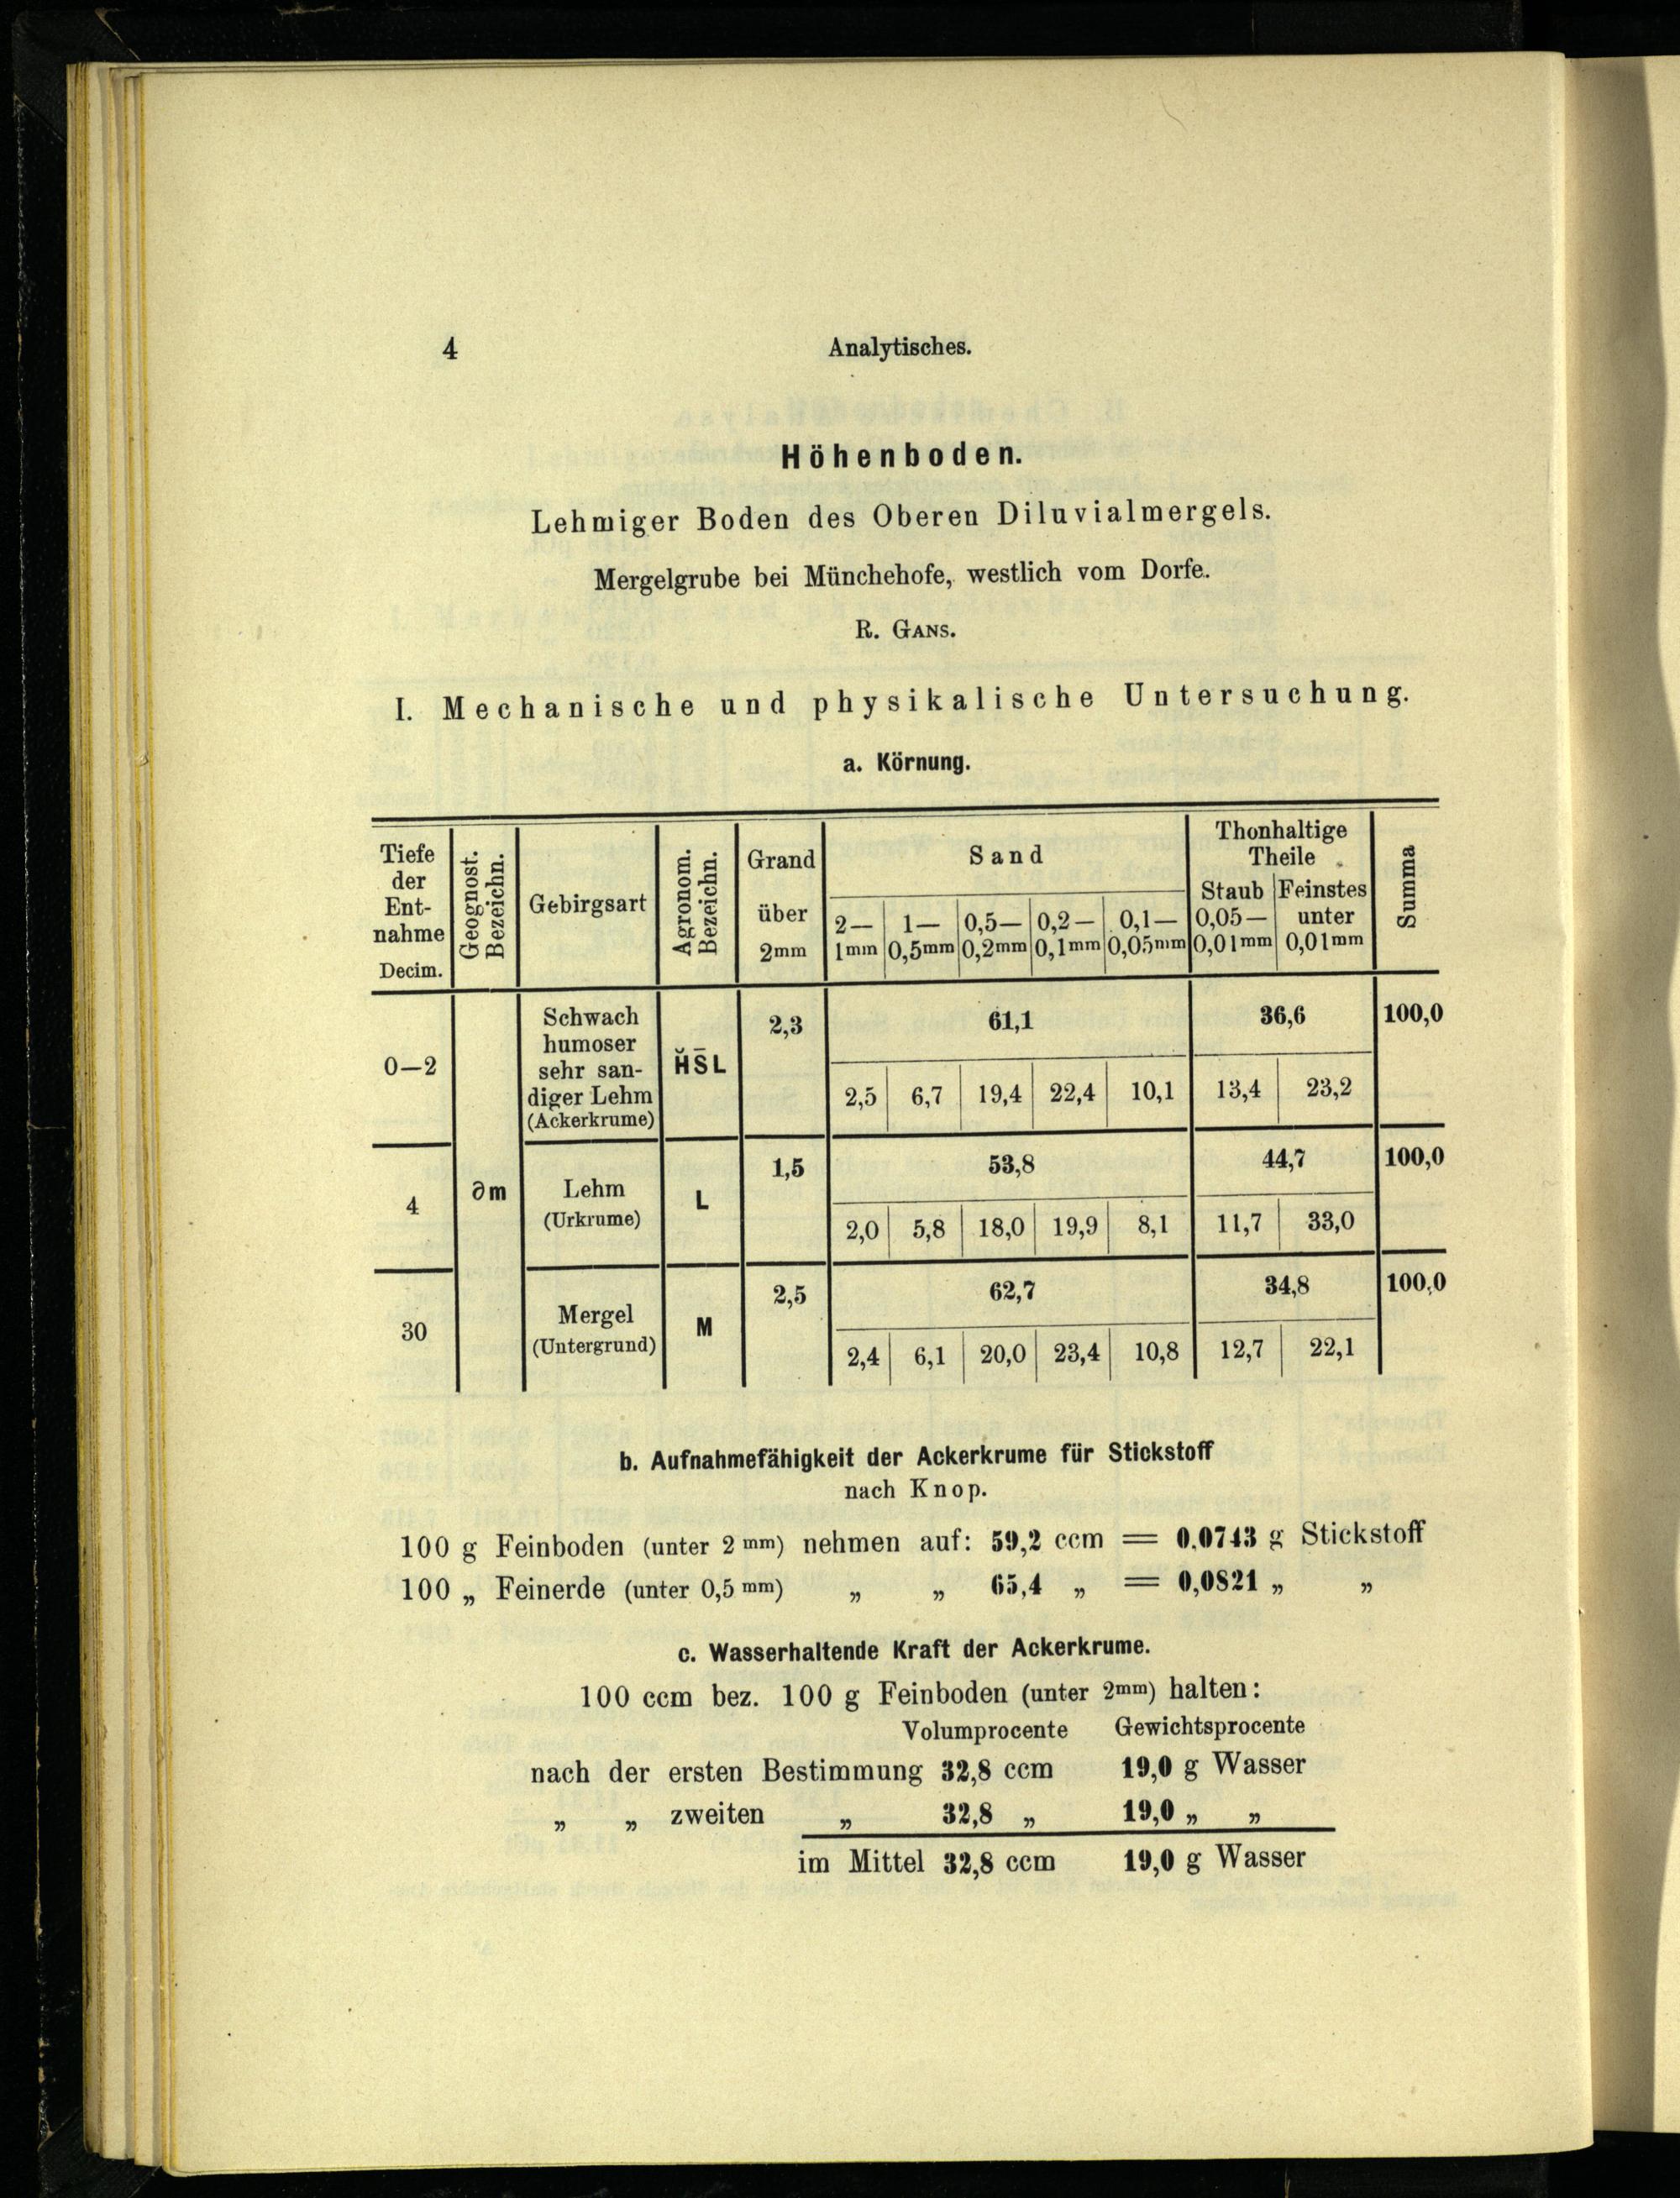 4 Analytisches.
Höhenboden.
Lehmiger Boden des Oberen Diluvialmergels.
Mergelgrube bei Münchehofe, westlich vom Dorfe.
R. Gans.
I. Mechanische und physikalische Untersuchung.
a. Körnung.
Tiefe der Ent-nahme Decim. | Geognost. Bezeichn. | Gebirgsart | Agronom. Bezeichn. | Grand über 2mm | Sand | Thonhaltige Theile | Summa
2—1mm | 1—0,5mm | 0,5—0,2mm | 0,2—0,1mm | 0,1—0,05mm | Staub 0,05—0,01mm | Feinstes unter 0,01mm
0—2 | Schwach humoser sehr san-diger Lehm (Ackerkrume) | H̆S̄L | 2,3 | 61,1 | 36,6 | 100,0
2,5 | 6,7 | 19,4 | 22,4 | 10,1 | 13,4 | 23,2
4 | ∂m | Lehm (Urkrume) | L | 1,5 | 53,8 | 44,7 | 100,0
2,0 | 5,8 | 18,0 | 19,9 | 8,1 | 11,7 | 33,0
30 | Mergel (Untergrund) | M | 2,5 | 62,7 | 34,8 | 100,0
2,4 | 6,1 | 20,0 | 23,4 | 10,8 | 12,7 | 22,1
b. Aufnahmefähigkeit der Ackerkrume für Stickstoff
nach Knop.
100 g Feinboden (unter 2 mm) nehmen auf: 59,2 ccm = 0,0743 g Stickstoff
100 „ Feinerde (unter 0,5 mm) „ „ 65,4 „ = 0,0821 „ „
c. Wasserhaltende Kraft der Ackerkrume.
100 ccm bez. 100 g Feinboden (unter 2mm) halten:
Volumprocente Gewichtsprocente
nach der ersten Bestimmung 32,8 ccm 19,0 g Wasser
„ „ zweiten „ 32,8 „ 19,0 „ „
im Mittel 32,8 ccm 19,0 g Wasser